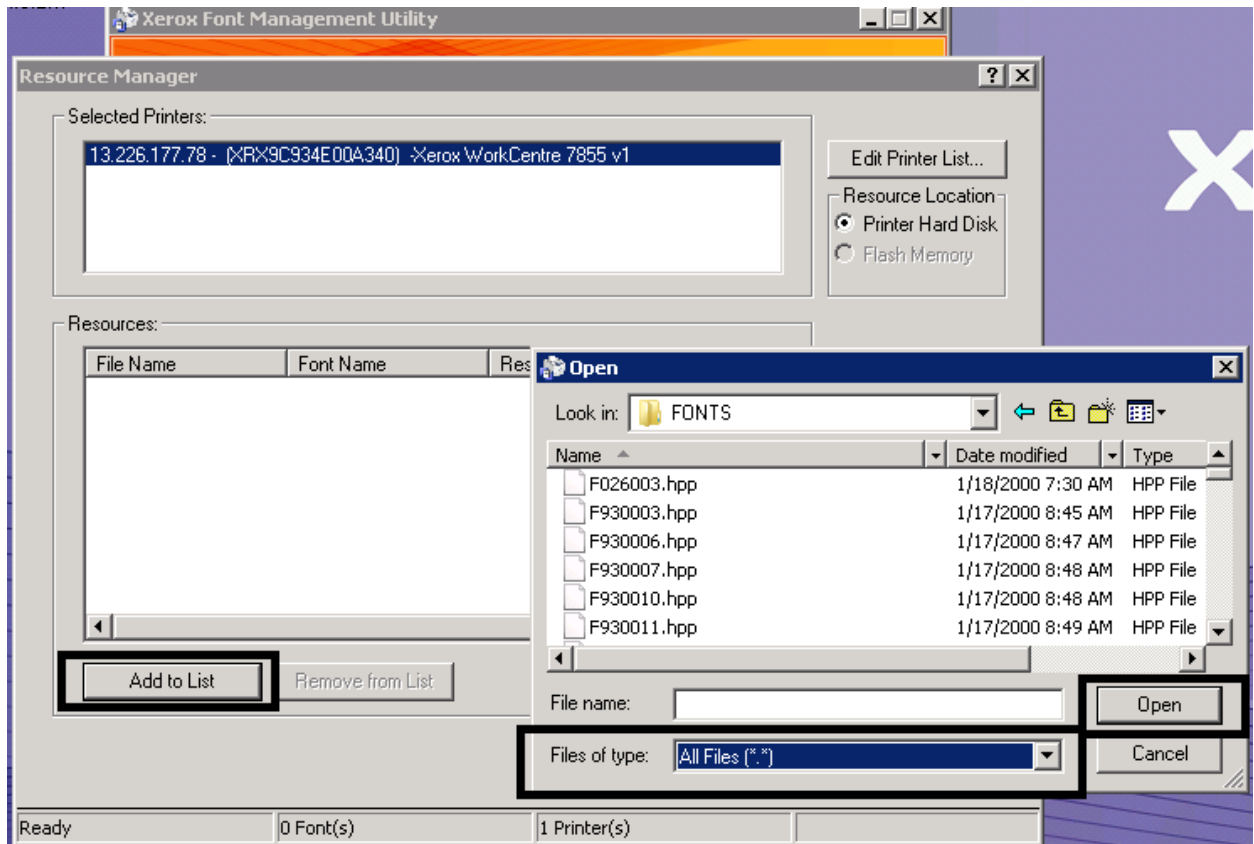 Xerox Font Management Utility
Resource Manager
Selected Printers:
13.226.177.78 - (XRX9C934E00A340) -Xerox WorkCentre 7855 v1
Edit Printer List...
Resource Location
Printer Hard Disk
Flash Memory
X
Resources:
File Name Font Name Res
Open
Look in: FONTS
Name Date modified Type
F026003.hpp 1/18/2000 7:30 AM HPP File
F930003.hpp 1/17/2000 8:45 AM HPP File
F930006.hpp 1/17/2000 8:47 AM HPP File
F930007.hpp 1/17/2000 8:48 AM HPP File
F930010.hpp 1/17/2000 8:48 AM HPP File
F930011.hpp 1/17/2000 8:49 AM HPP File
Add to List Remove from List
File name: Open
Files of type: All Files (*.*) Cancel
Ready 0 Font(s) 1 Printer(s)